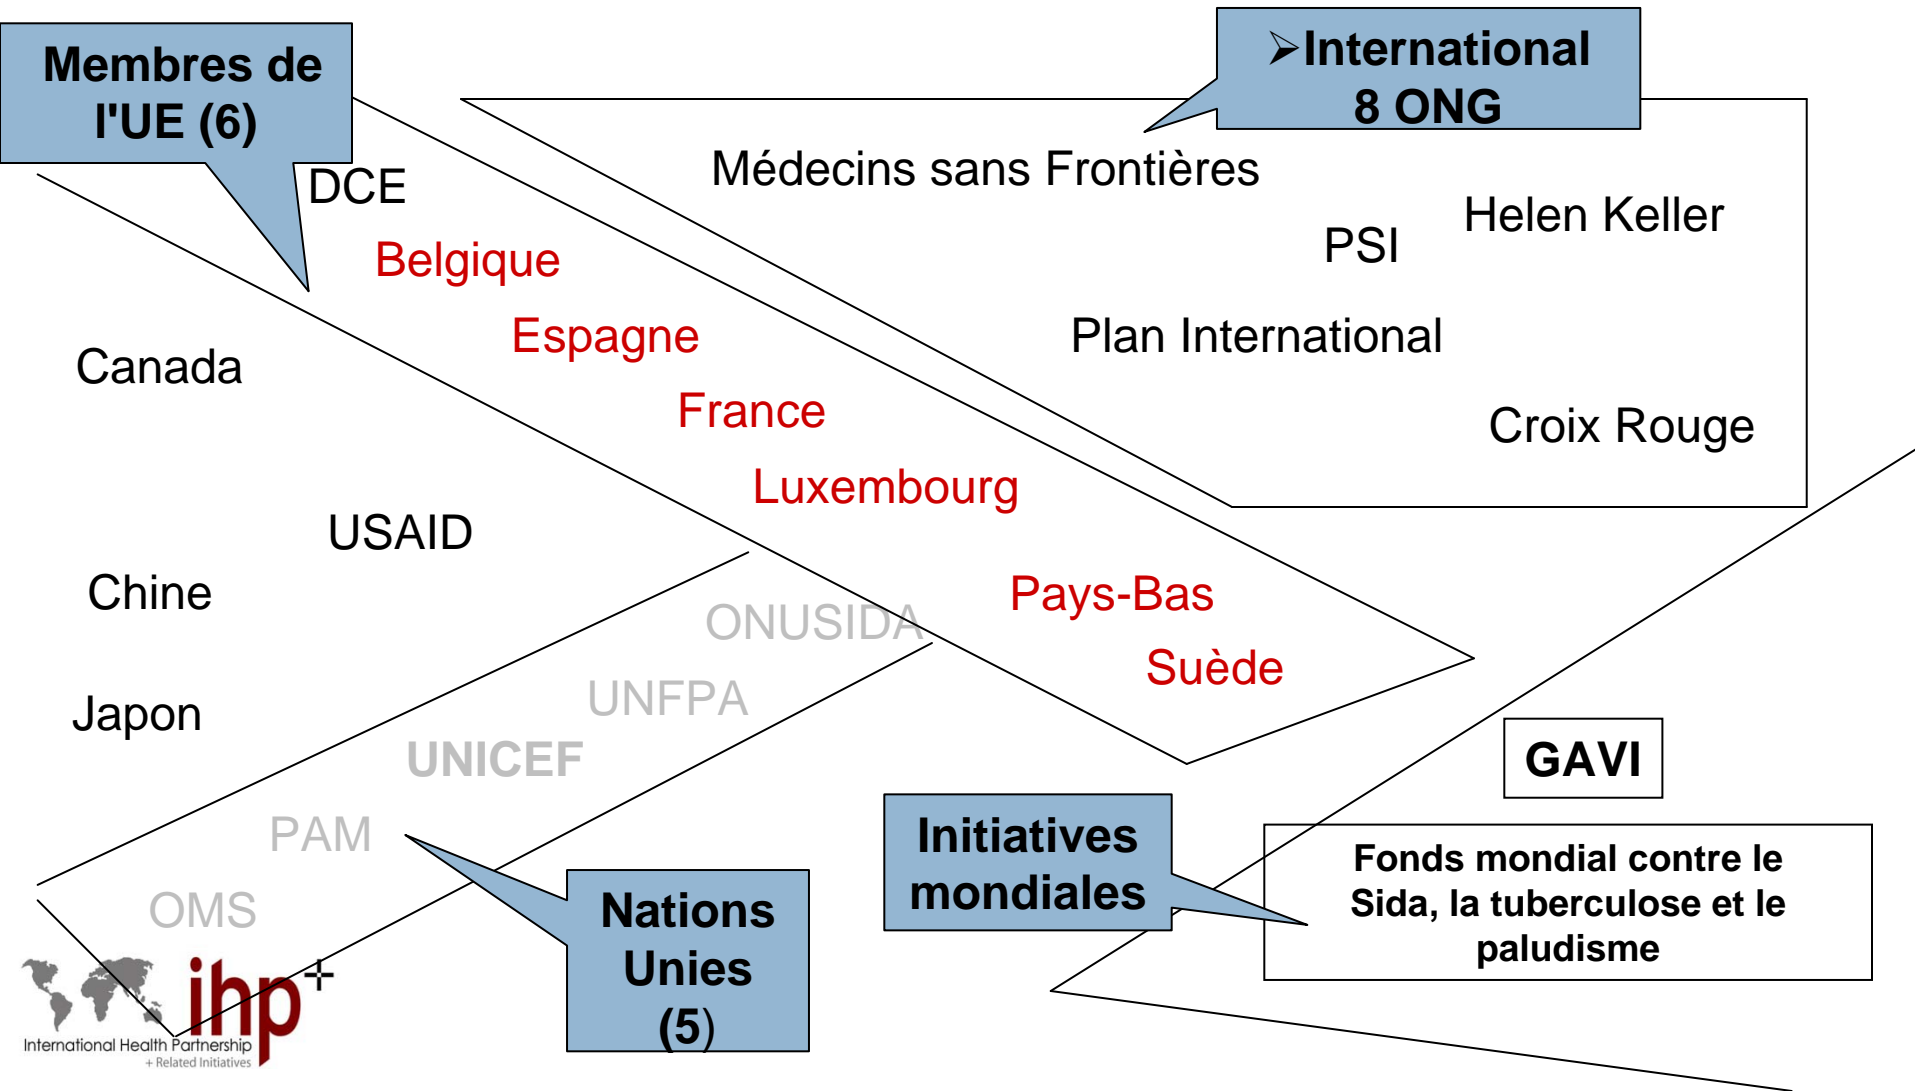 Membres de
l'UE (6)
➢International
8 ONG
DCE
Belgique
Espagne
France
Luxembourg
Pays-Bas
Suède
Médecins sans Frontières
Helen Keller
PSI
Plan International
Croix Rouge
Canada
USAID
Chine
Japon
ONUSIDA
UNFPA
UNICEF
PAM
OMS
Nations
Unies
(5)
Initiatives
mondiales
GAVI
Fonds mondial contre le
Sida, la tuberculose et le
paludisme
ihp+
International Health Partnership
+ Related Initiatives